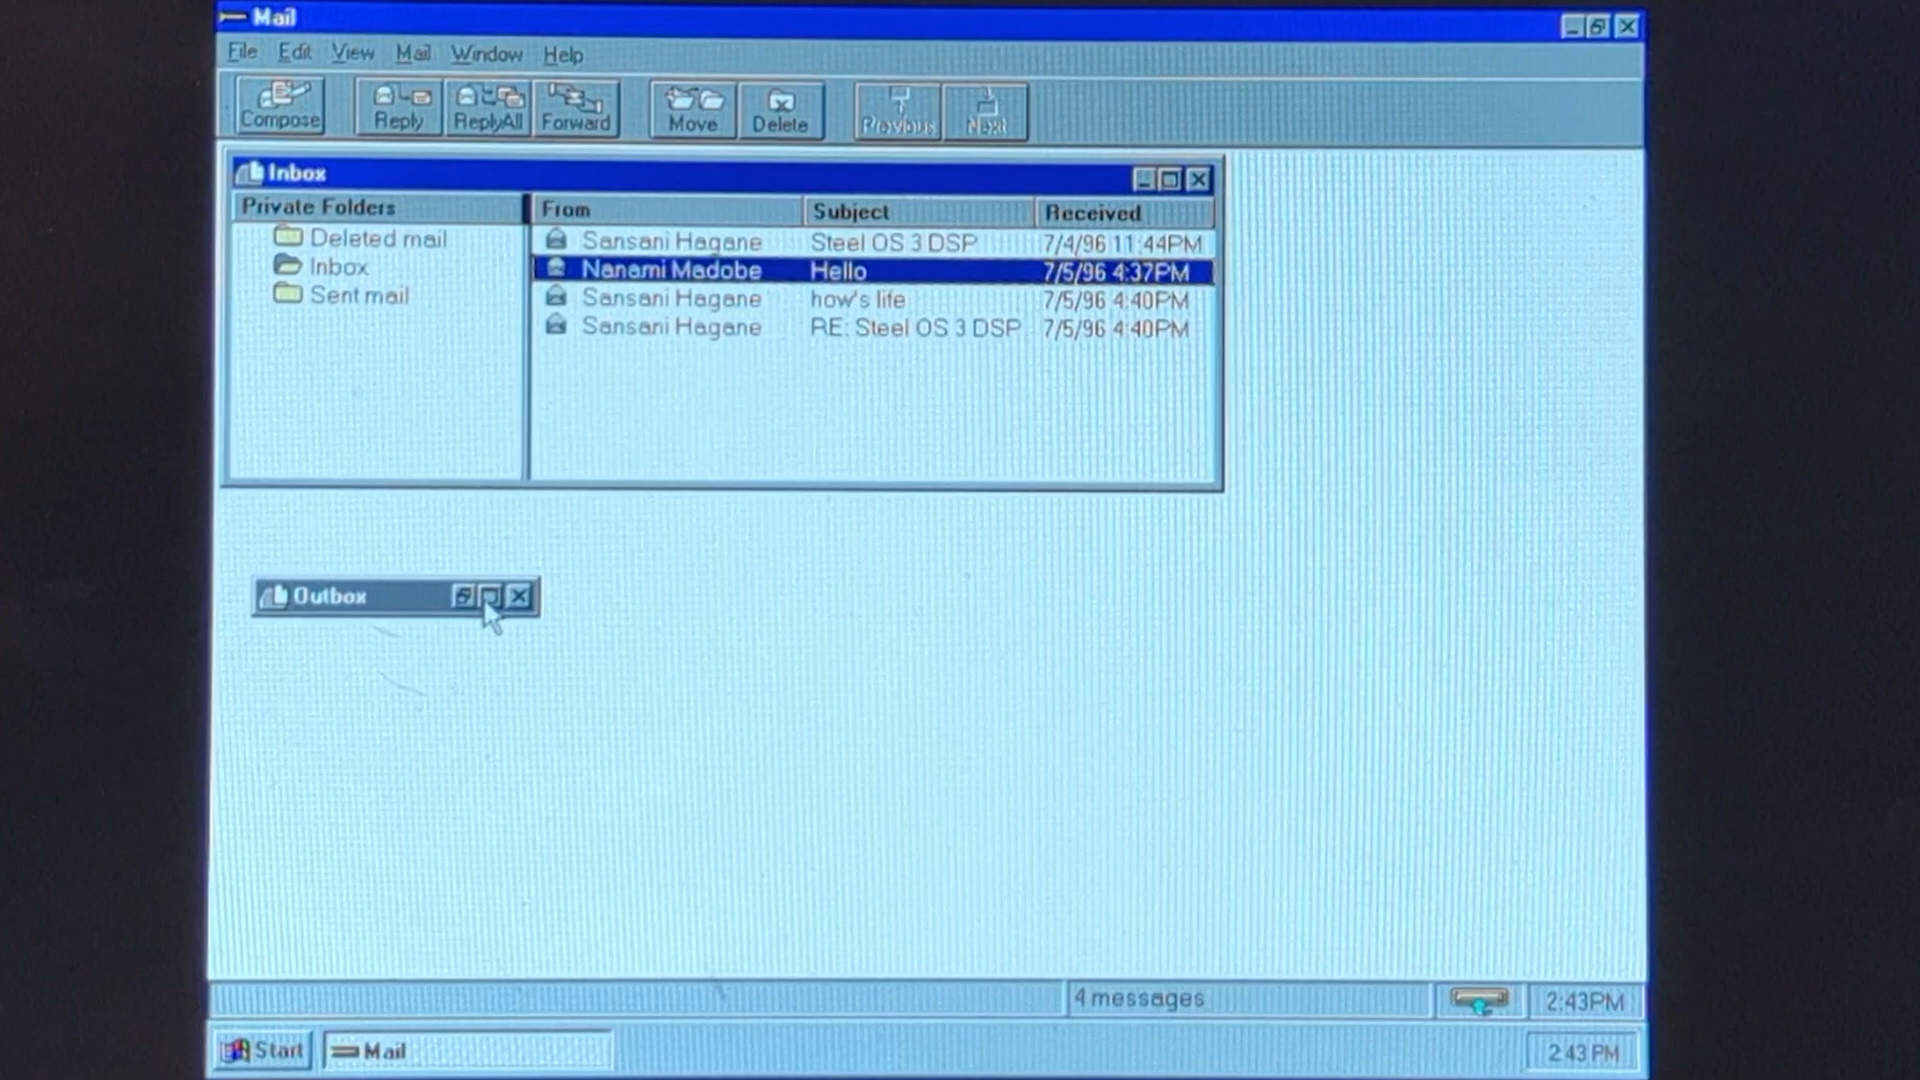 Mail
File Edit View Mail Window Help
Compose Reply ReplyAll Forward Move Delete Previous Next
Inbox
Private Folders From Subject Received
Deleted mail
Inbox
Sent mail
Sansani Hagane Steel OS 3 DSP 7/4/96 11:44PM
Nanami Madobe Hello 7/5/96 4:37PM
Sansani Hagane how's life 7/5/96 4:40PM
Sansani Hagane RE: Steel OS 3 DSP 7/5/96 4:40PM
Outbox
4 messages 2:43PM
Start Mail 2:43 PM